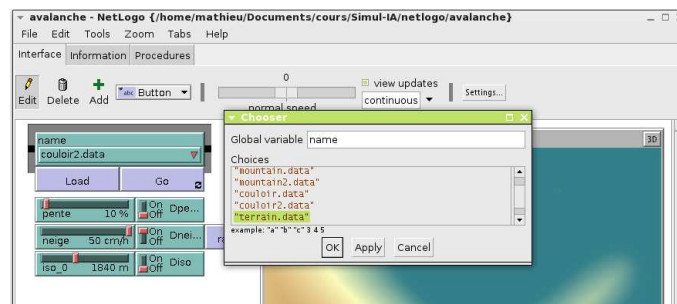 avalanche - NetLogo {/home/mathieu/Documents/cours/Simul-IA/netlogo/avalanche}
File Edit Tools Zoom Tabs Help
Interface Information Procedures
Edit Delete Add
abc Button
0
normal speed
view updates
continuous
Settings...
name
couloir2.data
Load Go
pente 10 % On Off Dpe...
neige 50 cm/h On Off Dnei...
iso_0 1840 m On Off Diso
Chooser
Global variable name
Choices
"mountain.data"
"mountain2.data"
"couloir.data"
"couloir2.data"
"terrain.data"
example: "a" "b" "c" 3 4 5
OK Apply Cancel
3D